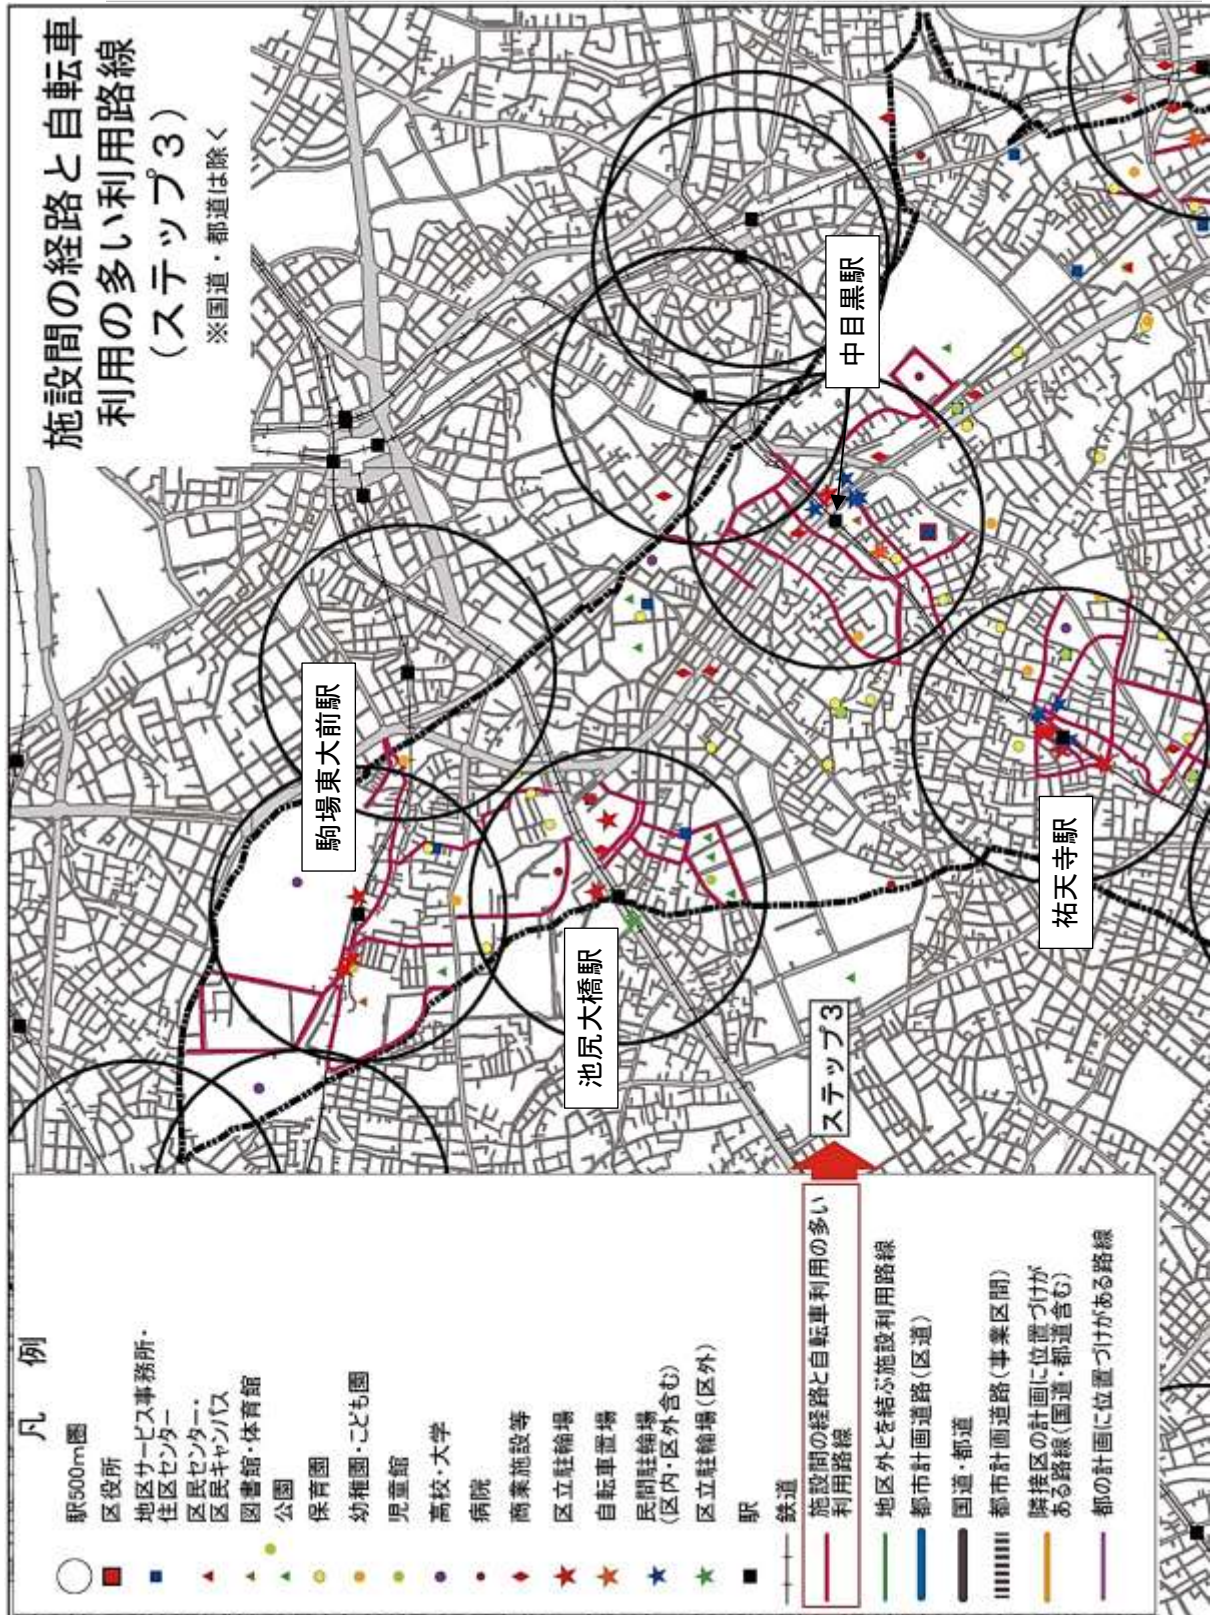 施設間の経路と自転車
利用の多い利用路線
（ステップ３）
※国道・都道は除く
駒場東大前駅
中目黒駅
池尻大橋駅
祐天寺駅
ステップ３
凡　例
駅500m圏
区役所
地区サービス事務所・
住区センター
区民センター・
区民キャンパス
図書館・体育館
公園
保育園
幼稚園・こども園
児童館
高校・大学
病院
商業施設等
区立駐輪場
自転車置場
民間駐輪場
（区内・区外含む）
区立駐輪場（区外）
駅
鉄道
施設間の経路と自転車利用の多い
利用路線
地区外とを結ぶ施設利用路線
都市計画道路（区道）
国道・都道
都市計画道路（事業区間）
隣接区の計画に位置づけが
ある路線（国道・都道含む）
都の計画に位置づけがある路線